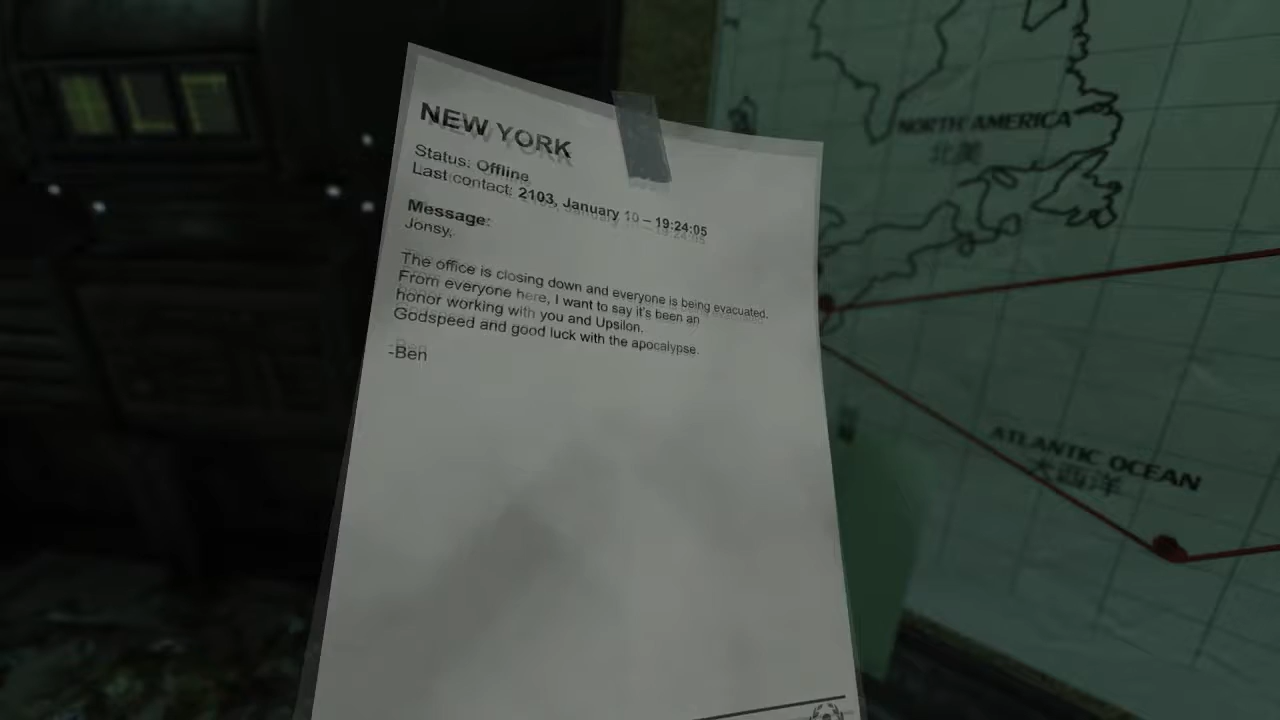 NEW YORK
Status: Offline
Last contact: 2103, January 10 – 19:24:05
Message:
Jonsy,
The office is closing down and everyone is being evacuated.
From everyone here, I want to say it's been an
honor working with you and Upsilon.
Godspeed and good luck with the apocalypse.
-Ben
NORTH AMERICA
北美
ATLANTIC OCEAN
大西洋